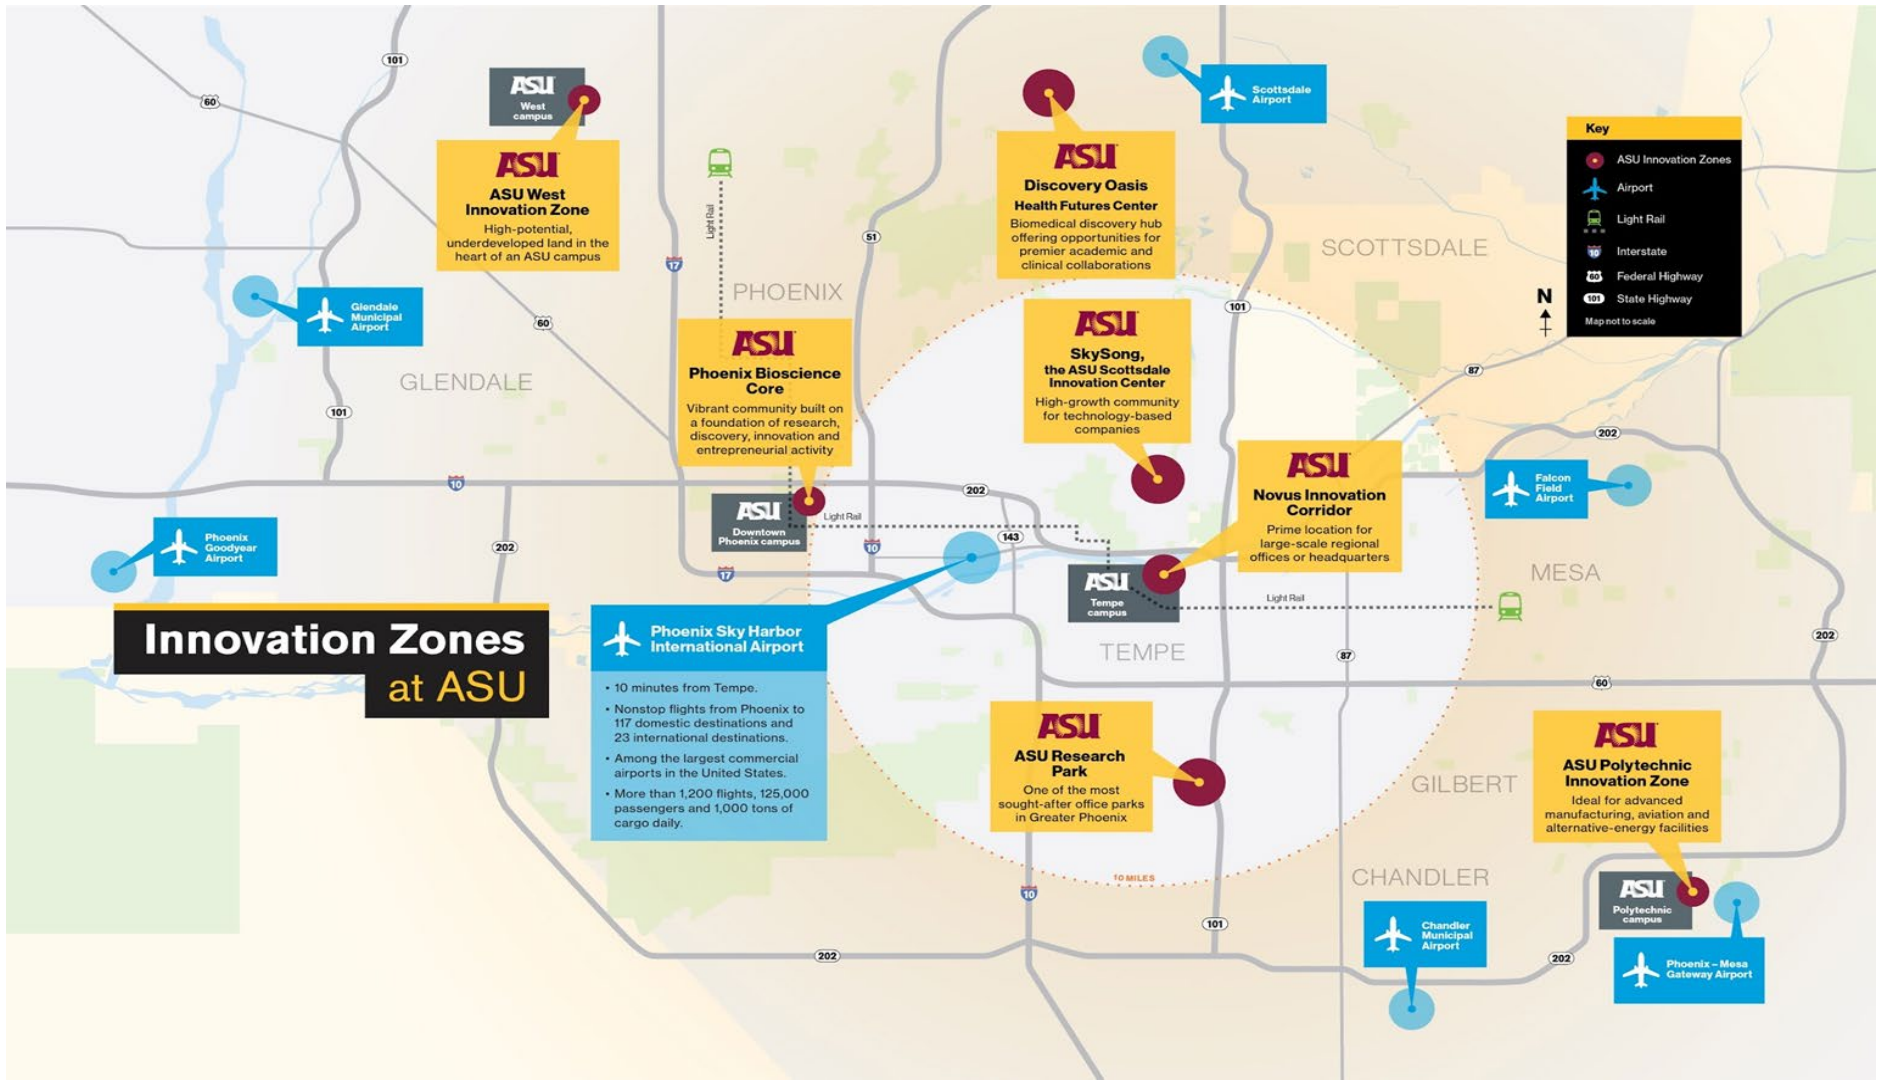 Innovation Zones
at ASU
101
60
ASU
West
campus
ASU
ASU West
Innovation Zone
High-potential,
underdeveloped land in the
heart of an ASU campus
Light Rail
17
51
PHOENIX
ASU
Discovery Oasis
Health Futures Center
Biomedical discovery hub
offering opportunities for
premier academic and
clinical collaborations
Scottsdale
Airport
SCOTTSDALE
Key
ASU Innovation Zones
Airport
Light Rail
10
Interstate
60
Federal Highway
101
State Highway
Map not to scale
N
Glendale
Municipal
Airport
60
GLENDALE
101
ASU
Phoenix Bioscience
Core
Vibrant community built on
a foundation of research,
discovery, innovation and
entrepreneurial activity
ASU
SkySong,
the ASU Scottsdale
Innovation Center
High-growth community
for technology-based
companies
101
87
202
ASU
Novus Innovation
Corridor
Prime location for
large-scale regional
offices or headquarters
Falcon
Field
Airport
10
202
ASU
Downtown
Phoenix campus
Light Rail
143
10
17
202
Phoenix
Goodyear
Airport
MESA
ASU
Tempe
campus
Light Rail
TEMPE
87
202
60
Phoenix Sky Harbor
International Airport
• 10 minutes from Tempe.
• Nonstop flights from Phoenix to
117 domestic destinations and
23 international destinations.
• Among the largest commercial
airports in the United States.
• More than 1,200 flights, 125,000
passengers and 1,000 tons of
cargo daily.
ASU
ASU Research
Park
One of the most
sought-after office parks
in Greater Phoenix
GILBERT
ASU
ASU Polytechnic
Innovation Zone
Ideal for advanced
manufacturing, aviation and
alternative-energy facilities
10 MILES
10
CHANDLER
101
202
Chandler
Municipal
Airport
202
ASU
Polytechnic
campus
Phoenix – Mesa
Gateway Airport